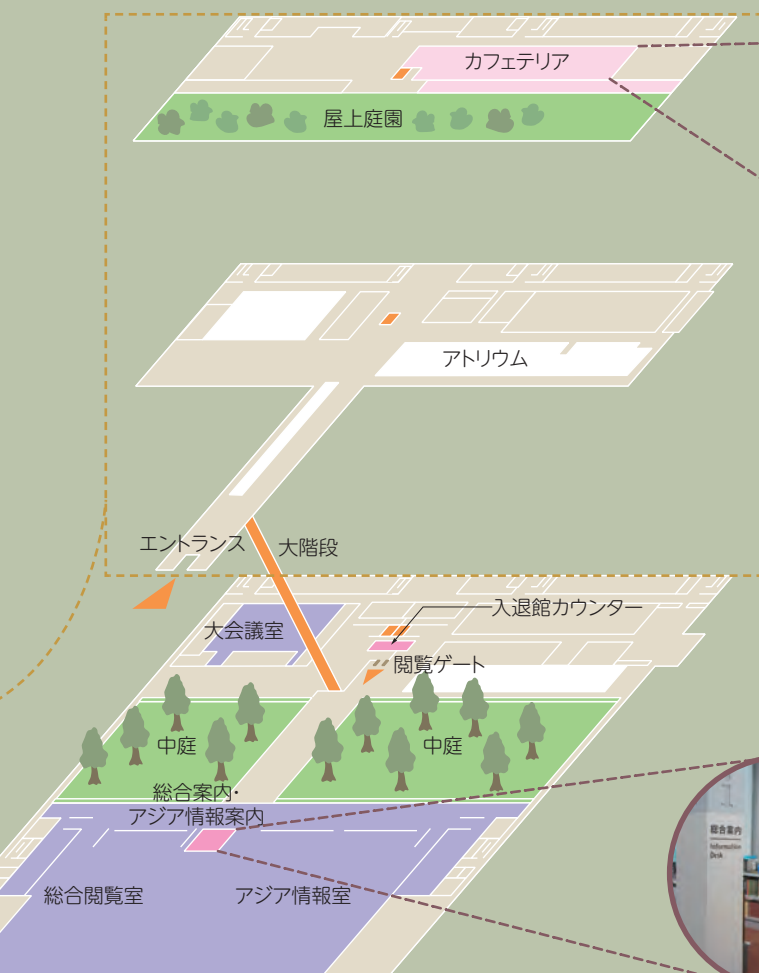 カフェテリア
屋上庭園
アトリウム
エントランス
大階段
入退館カウンター
大会議室
閲覧ゲート
中庭
中庭
総合案内・
アジア情報案内
総合閲覧室
アジア情報室
総合案内
Information
Desk